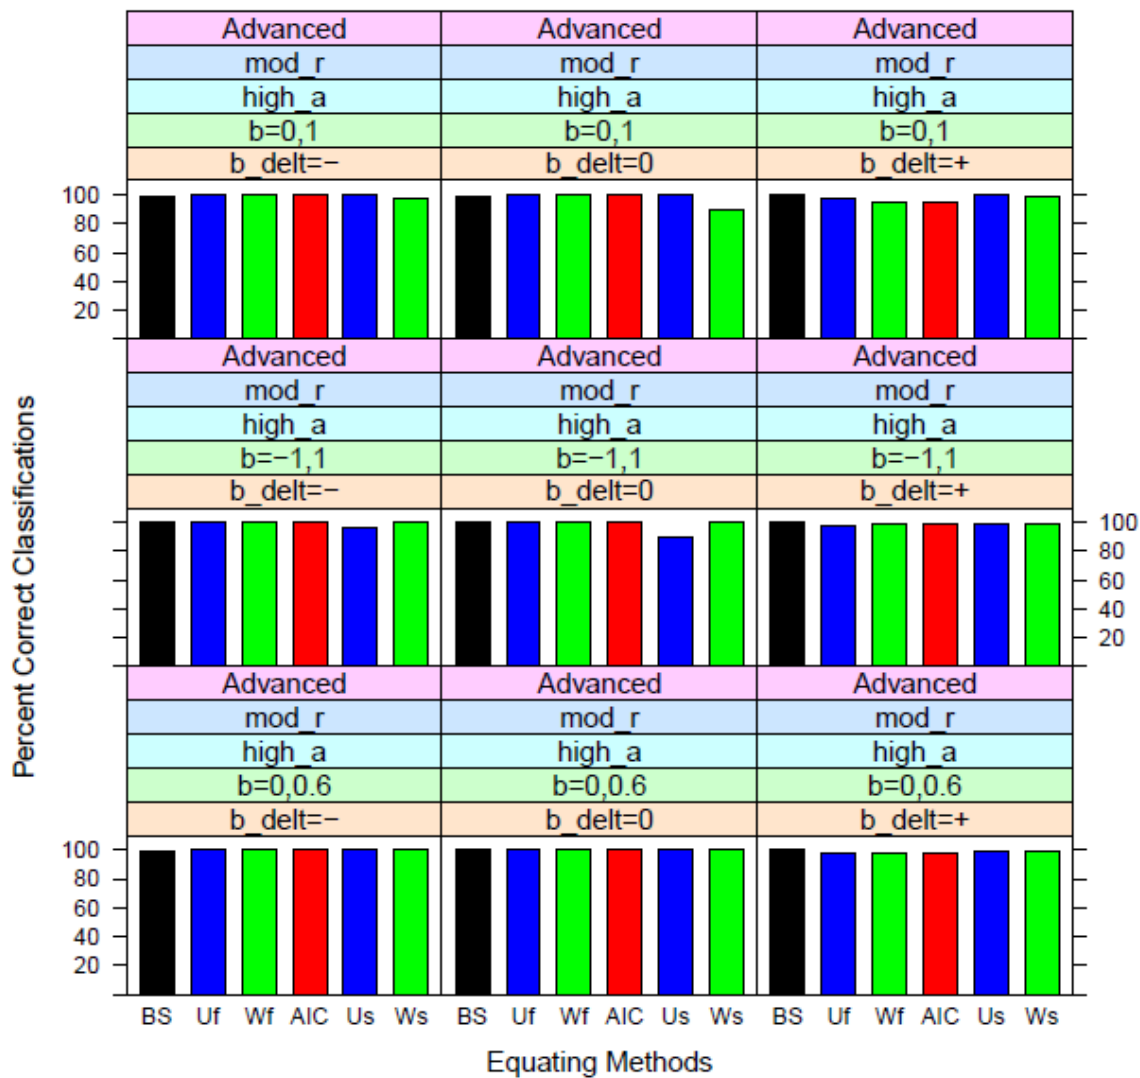 Advanced Advanced Advanced
mod_r mod_r mod_r
high_a high_a high_a
b=0,1 b=0,1 b=0,1
b_delt=− b_delt=0 b_delt=+
100
80
60
40
20
Advanced Advanced Advanced
mod_r mod_r mod_r
high_a high_a high_a
b=−1,1 b=−1,1 b=−1,1
b_delt=− b_delt=0 b_delt=+
100
80
60
40
20
Advanced Advanced Advanced
mod_r mod_r mod_r
high_a high_a high_a
b=0,0.6 b=0,0.6 b=0,0.6
b_delt=− b_delt=0 b_delt=+
100
80
60
40
20
BS Uf Wf AIC Us Ws BS Uf Wf AIC Us Ws BS Uf Wf AIC Us Ws
Equating Methods
Percent Correct Classifications